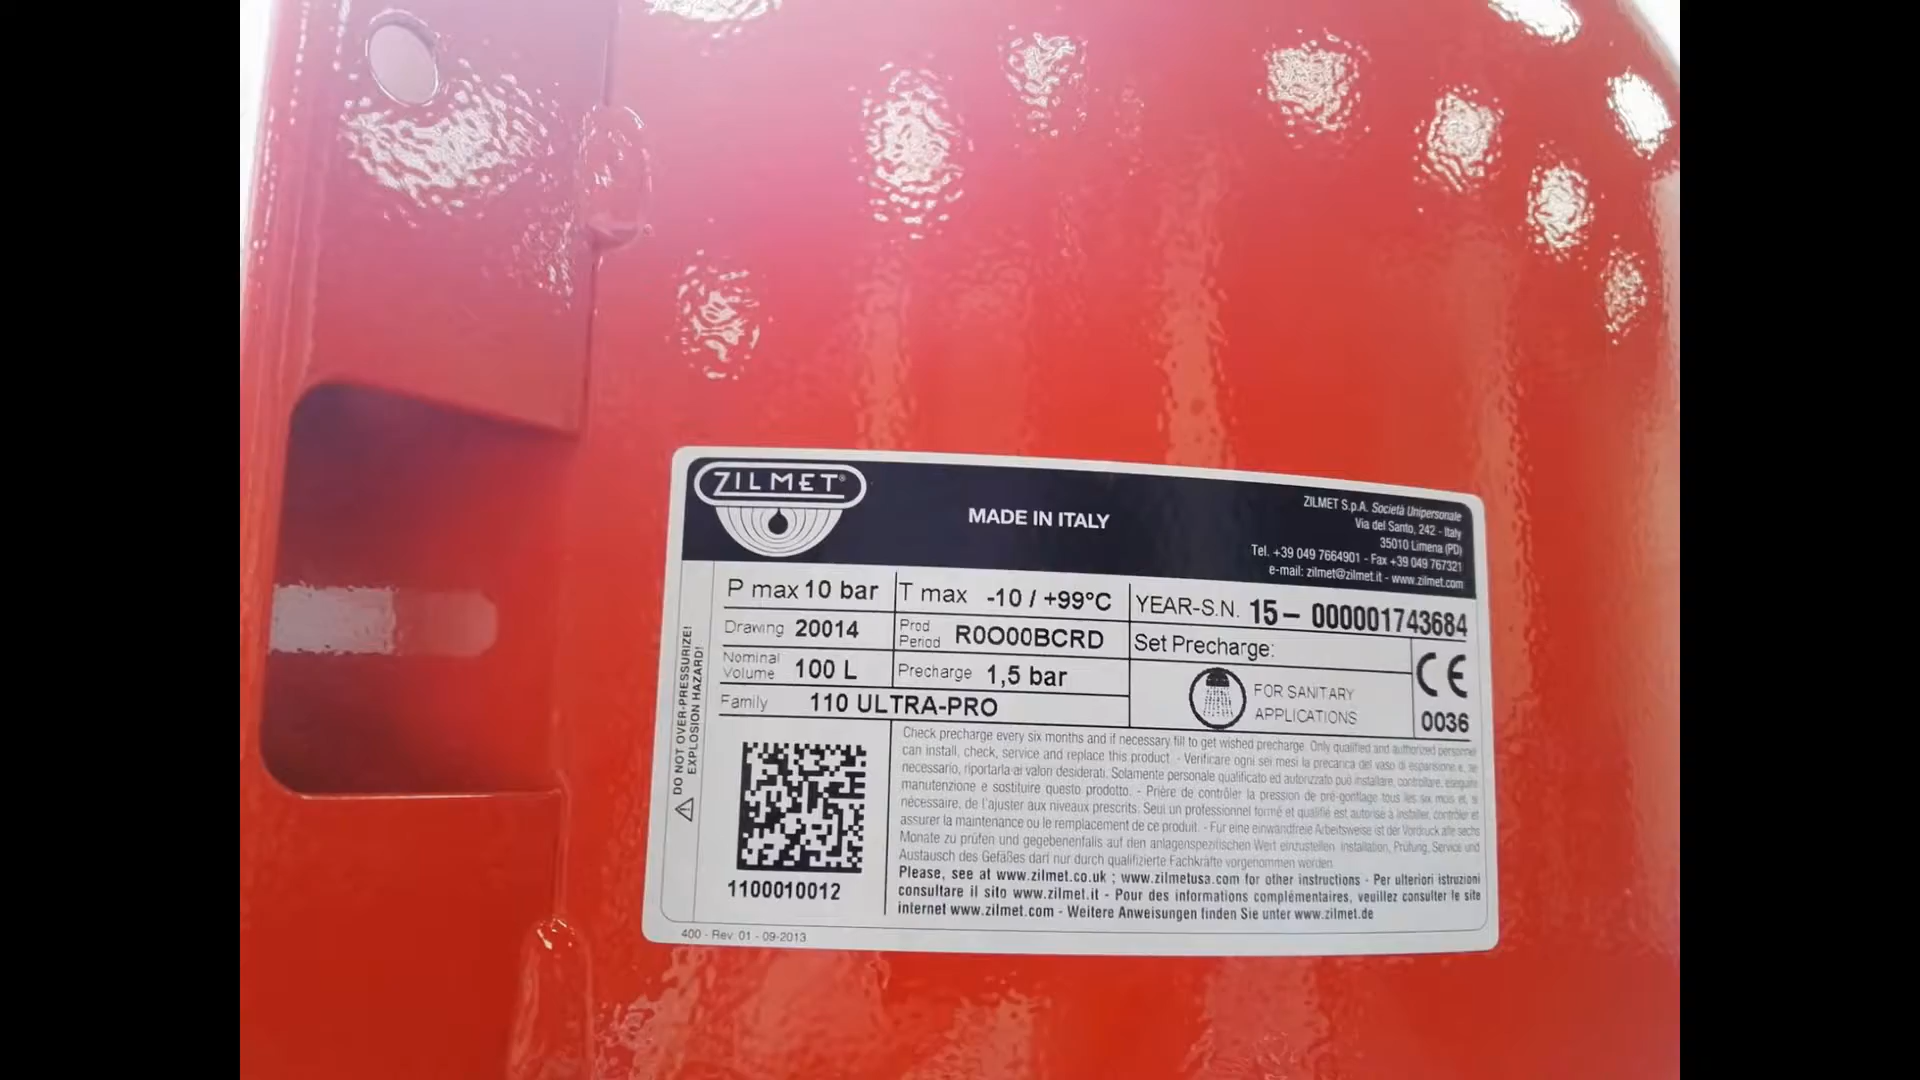 ZILMET®
MADE IN ITALY
ZILMET S.p.A. Società Unipersonale
Via del Santo, 242 - Italy
35010 Limena (PD)
Tel. +39 049 7664901 - Fax +39 049 767321
e-mail: zilmet@zilmet.it - www.zilmet.com
P max 10 bar
T max -10 / +99°C
YEAR-S.N. 15- 000001743684
Drawing 20014
Prod Period R0O00BCRD
Set Precharge:
Nominal Volume 100 L
Precharge 1,5 bar
FOR SANITARY
APPLICATIONS
CE
0036
Family 110 ULTRA-PRO
DO NOT OVER-PRESSURIZE!
EXPLOSION HAZARD!
Check precharge every six months and if necessary fill to get wished precharge. Only qualified and authorized personnel
can install, check, service and replace this product. - Verificare ogni sei mesi la precarica del vaso di espansione e, se
necessario, riportarla ai valori desiderati. Solamente personale qualificato ed autorizzato può installare, controllare, eseguire
manutenzione e sostituire questo prodotto. - Prière de contrôler la pression de pré-gonflage tous les six mois et, si
nécessaire, de l'ajuster aux niveaux prescrits. Seul un professionnel formé et qualifié est autorisé à installer, contrôler et
assurer la maintenance ou le remplacement de ce produit. - Für eine einwandfreie Arbeitsweise ist der Vordruck alle sechs
Monate zu prüfen und gegebenenfalls auf den anlagenspezifischen Wert einzustellen. Installation, Prüfung, Service und
Austausch des Gefäßes darf nur durch qualifizierte Fachkräfte vorgenommen worden.
Please, see at www.zilmet.co.uk ; www.zilmetusa.com for other instructions - Per ulteriori istruzioni
consultare il sito www.zilmet.it - Pour des informations complémentaires, veuillez consulter le site
internet www.zilmet.com - Weitere Anweisungen finden Sie unter www.zilmet.de
1100010012
400 - Rev. 01 - 09-2013